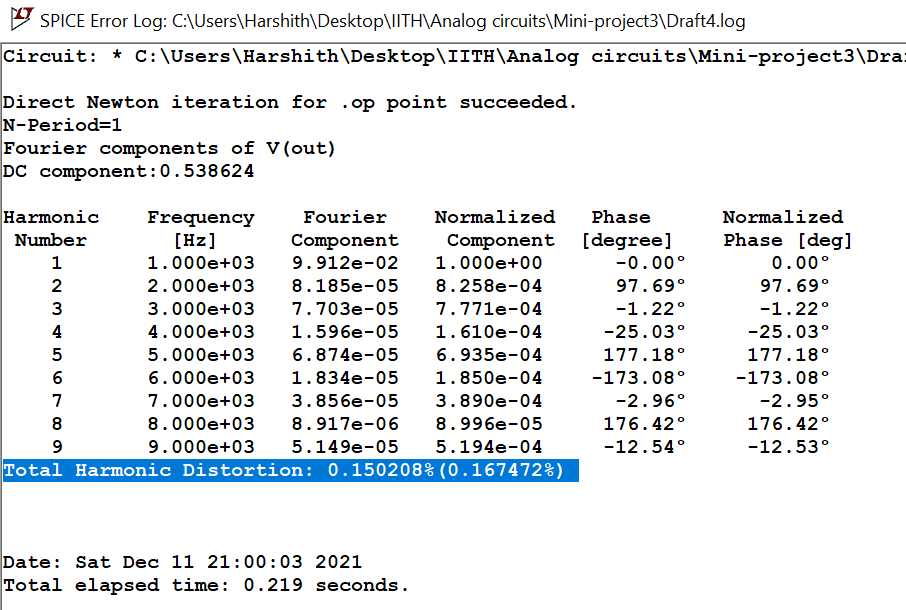 SPICE Error Log: C:\Users\Harshith\Desktop\IITH\Analog circuits\Mini-project3\Draft4.log
Circuit: * C:\Users\Harshith\Desktop\IITH\Analog circuits\Mini-project3\Dra
Direct Newton iteration for .op point succeeded.
N-Period=1
Fourier components of V(out)
DC component:0.538624
Harmonic Frequency Fourier Normalized Phase Normalized
Number [Hz] Component Component [degree] Phase [deg]
1 1.000e+03 9.912e-02 1.000e+00 -0.00° 0.00°
2 2.000e+03 8.185e-05 8.258e-04 97.69° 97.69°
3 3.000e+03 7.703e-05 7.771e-04 -1.22° -1.22°
4 4.000e+03 1.596e-05 1.610e-04 -25.03° -25.03°
5 5.000e+03 6.874e-05 6.935e-04 177.18° 177.18°
6 6.000e+03 1.834e-05 1.850e-04 -173.08° -173.08°
7 7.000e+03 3.856e-05 3.890e-04 -2.96° -2.95°
8 8.000e+03 8.917e-06 8.996e-05 176.42° 176.42°
9 9.000e+03 5.149e-05 5.194e-04 -12.54° -12.53°
Total Harmonic Distortion: 0.150208%(0.167472%)
Date: Sat Dec 11 21:00:03 2021
Total elapsed time: 0.219 seconds.